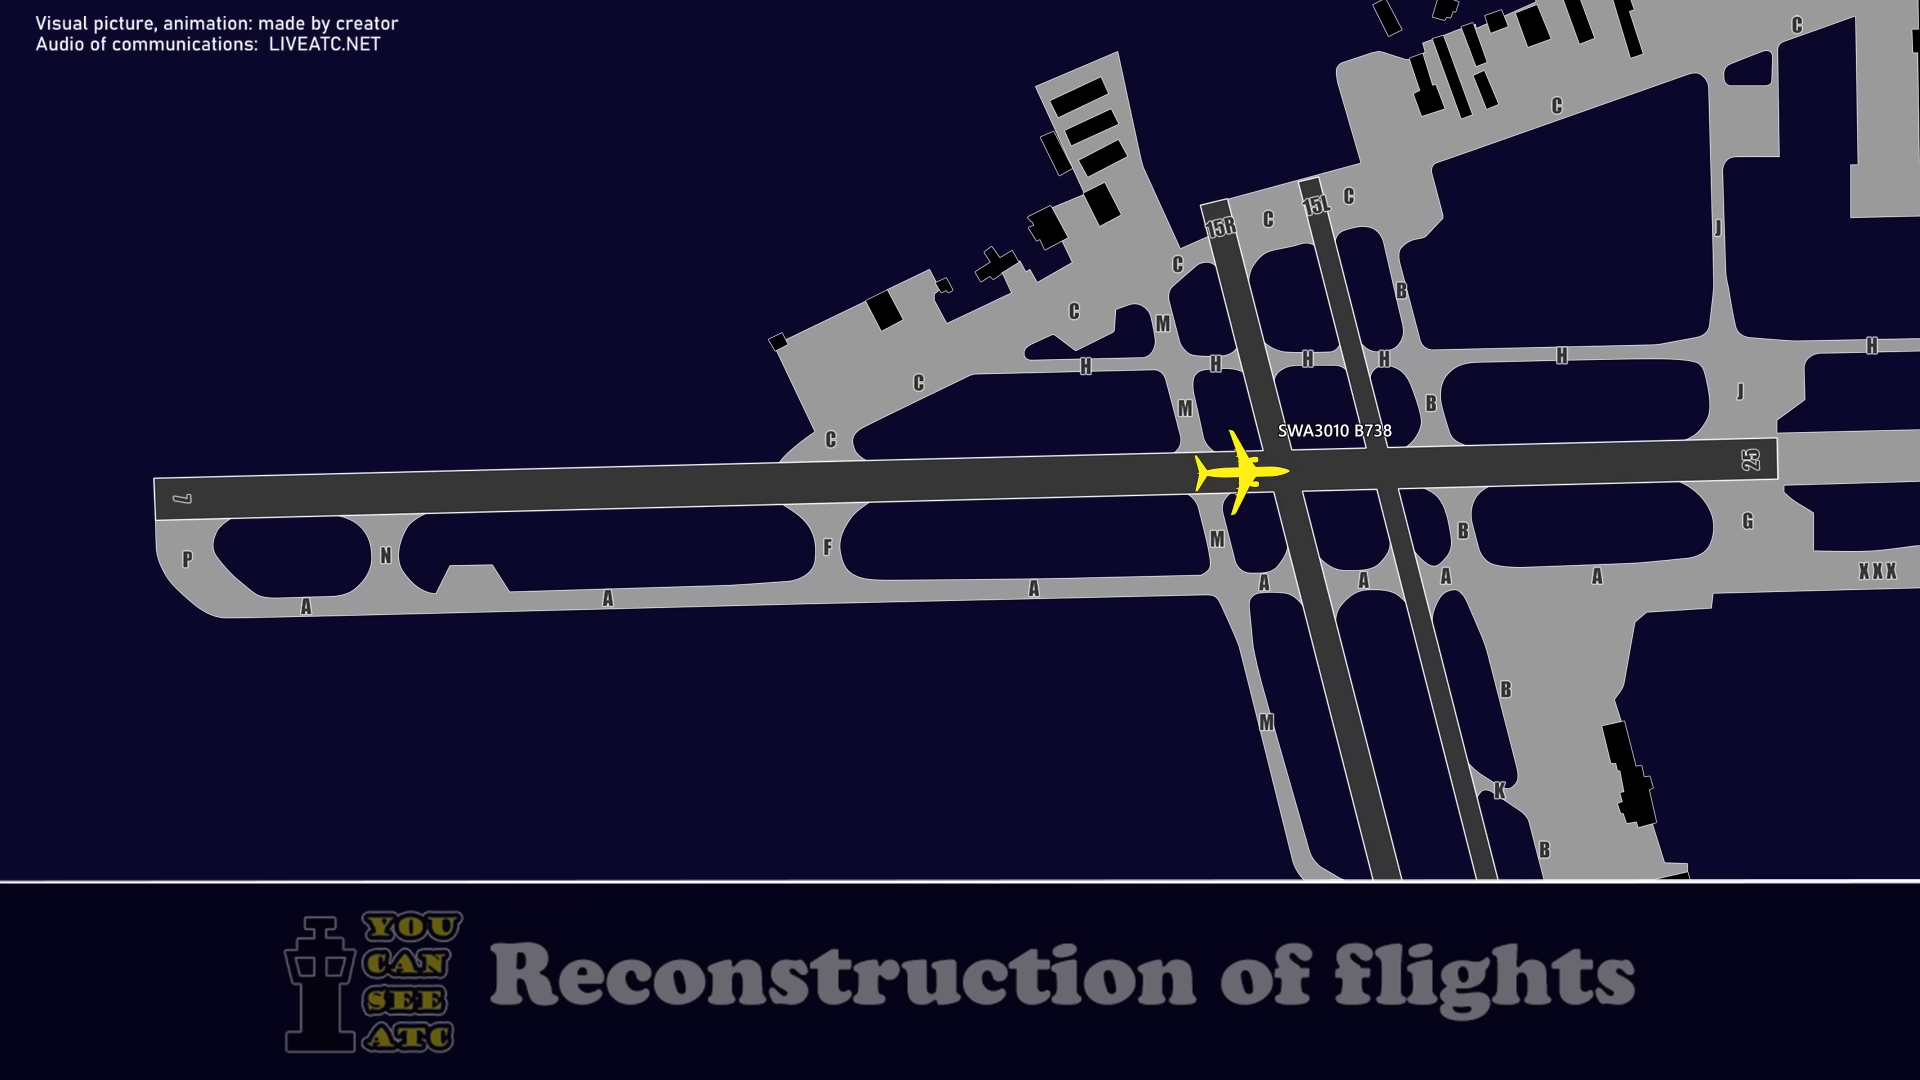 Visual picture, animation: made by creator
Audio of communications: LIVEATC.NET
C
C
C
C
C
15R
15L
J
C
B
C
M
H
H
H
H
H
H
C
J
M
B
C
SWA3010 B738
25
7
G
B
M
F
N
P
XXX
A
A
A
A
A
A
A
B
M
K
B
YOU
CAN
SEE
ATC
Reconstruction of flights